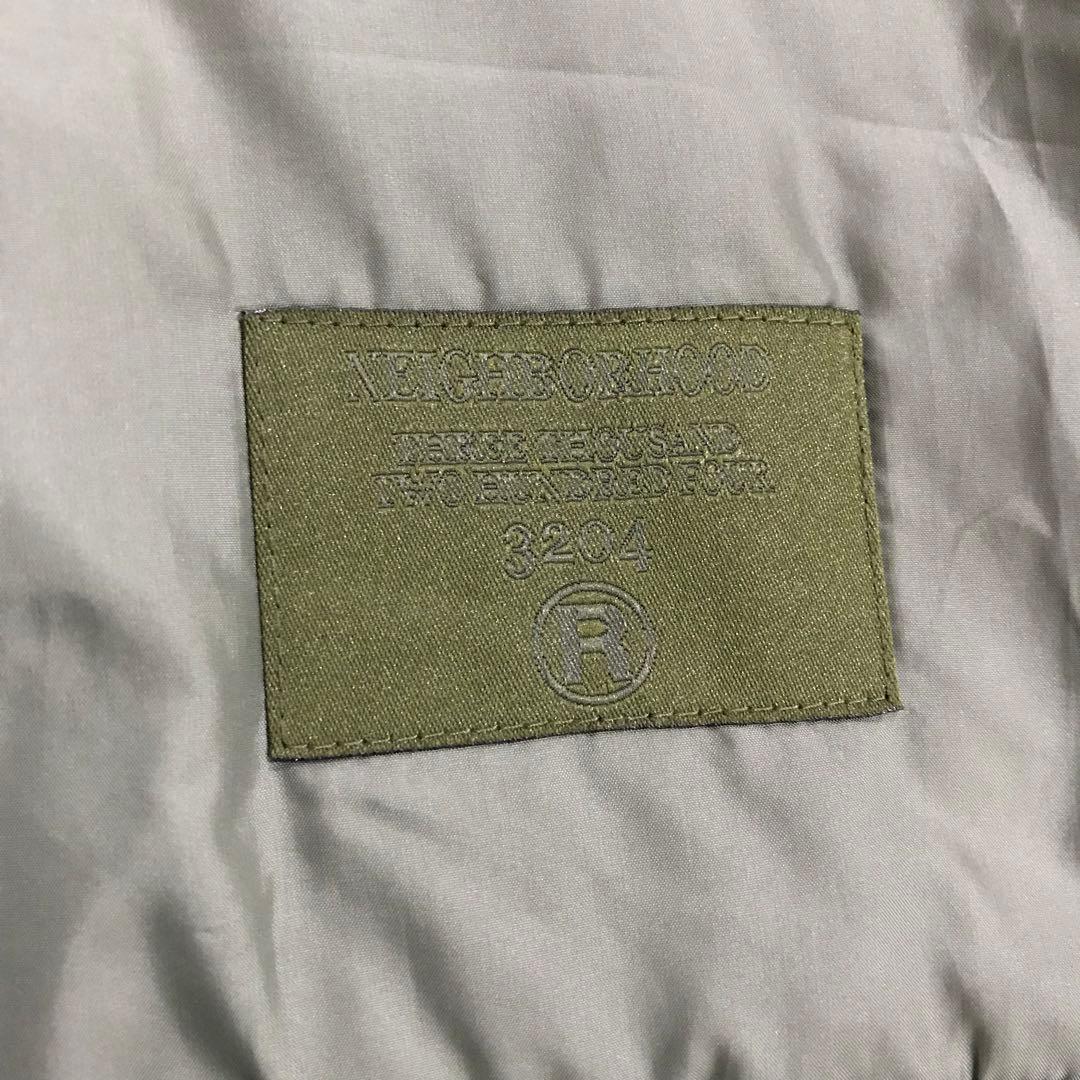 NEIGHBORHOOD
THREE THOUSAND
TWO HUNDRED FOUR
3204
R